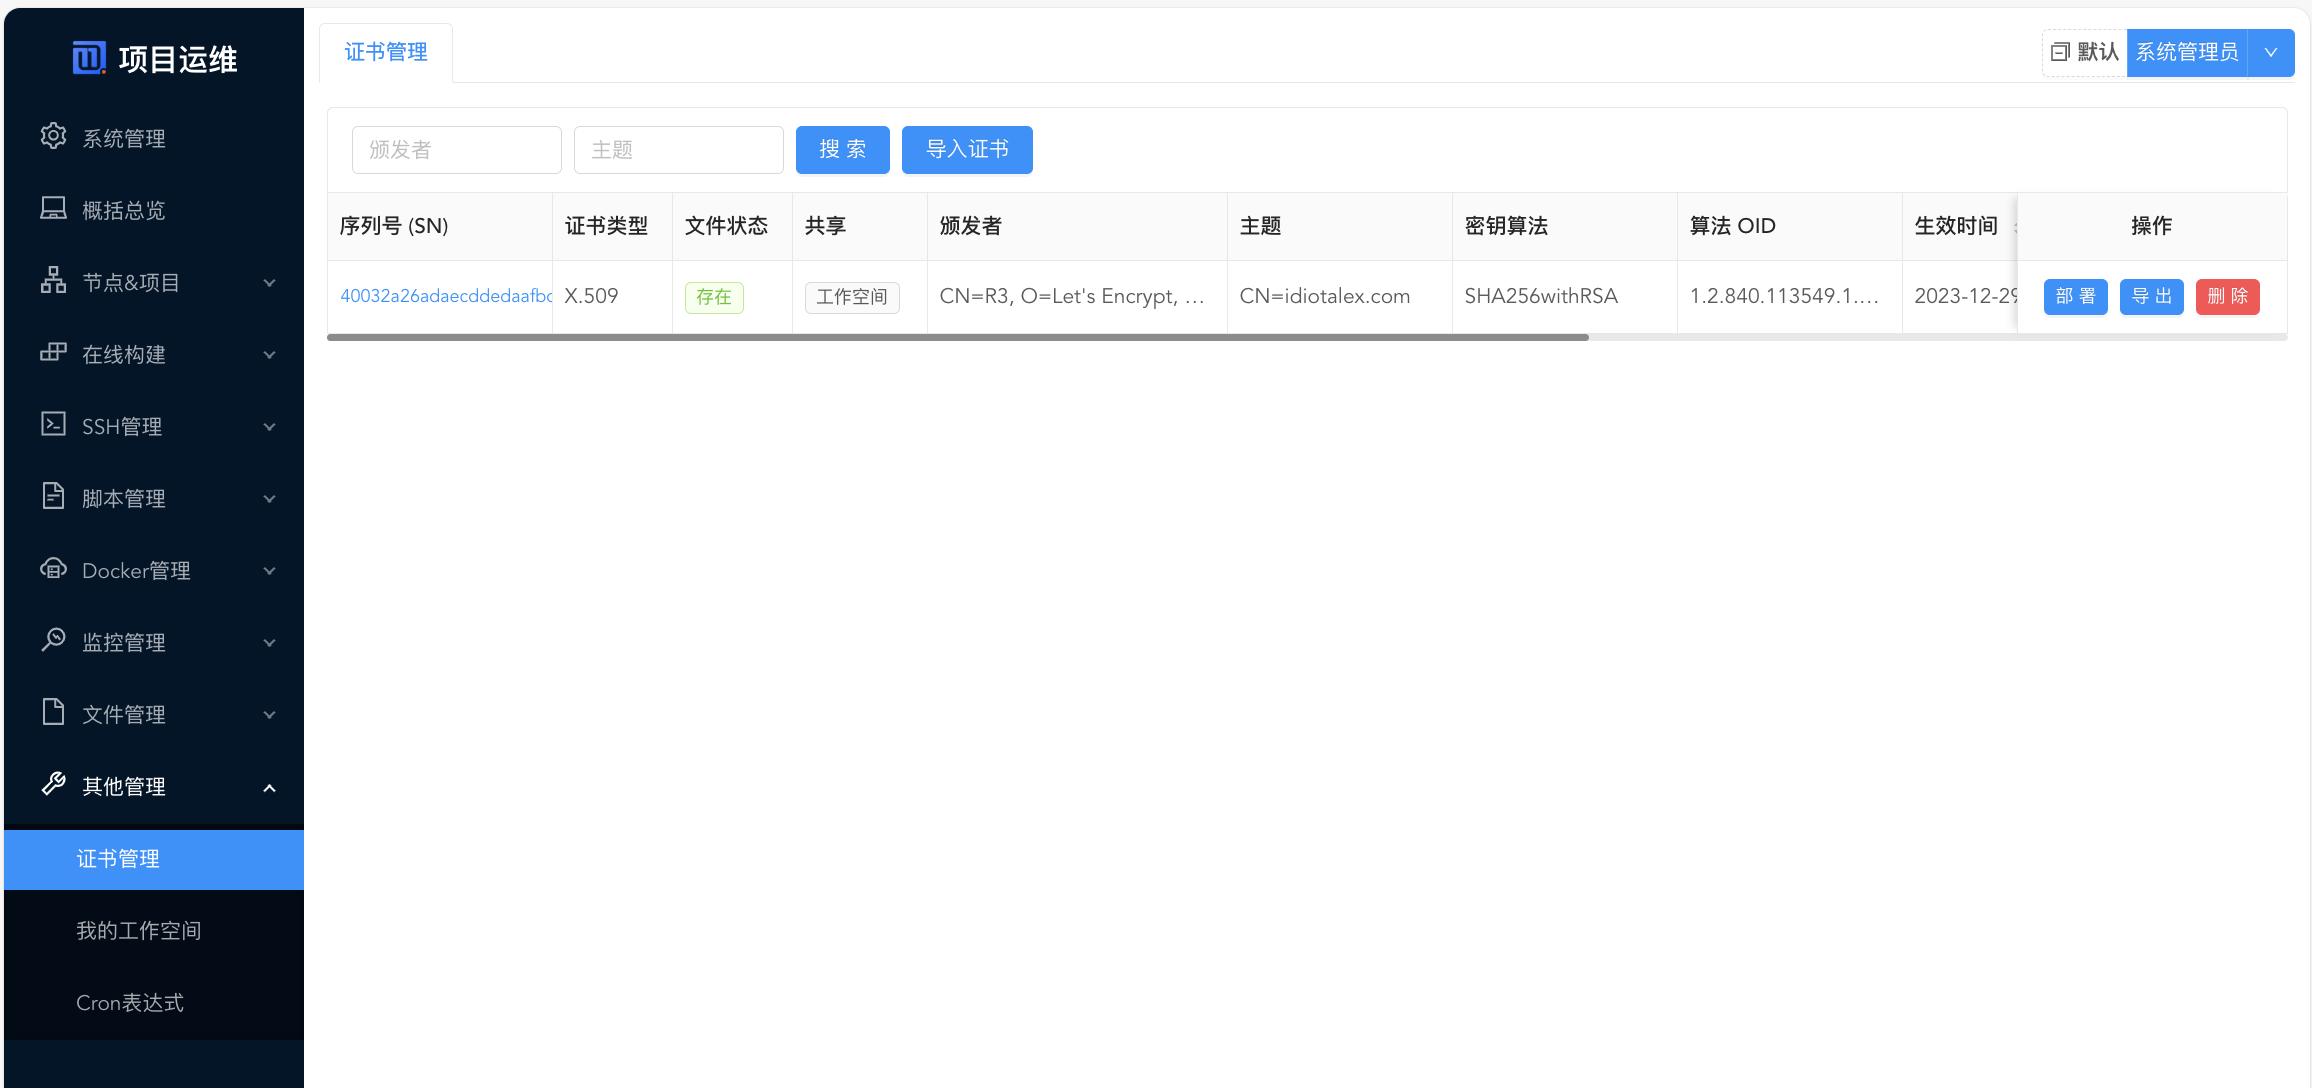 项目运维
系统管理
概括总览
节点&项目
在线构建
SSH管理
脚本管理
Docker管理
监控管理
文件管理
其他管理
证书管理
我的工作空间
Cron表达式
证书管理
默认 系统管理员
颁发者 主题 搜 索 导入证书
序列号 (SN) 证书类型 文件状态 共享 颁发者 主题 密钥算法 算法 OID 生效时间 操作
40032a26adaecddedaafbc X.509 存在 工作空间 CN=R3, O=Let's Encrypt, ... CN=idiotalex.com SHA256withRSA 1.2.840.113549.1.... 2023-12-29 部 署 导 出 删 除